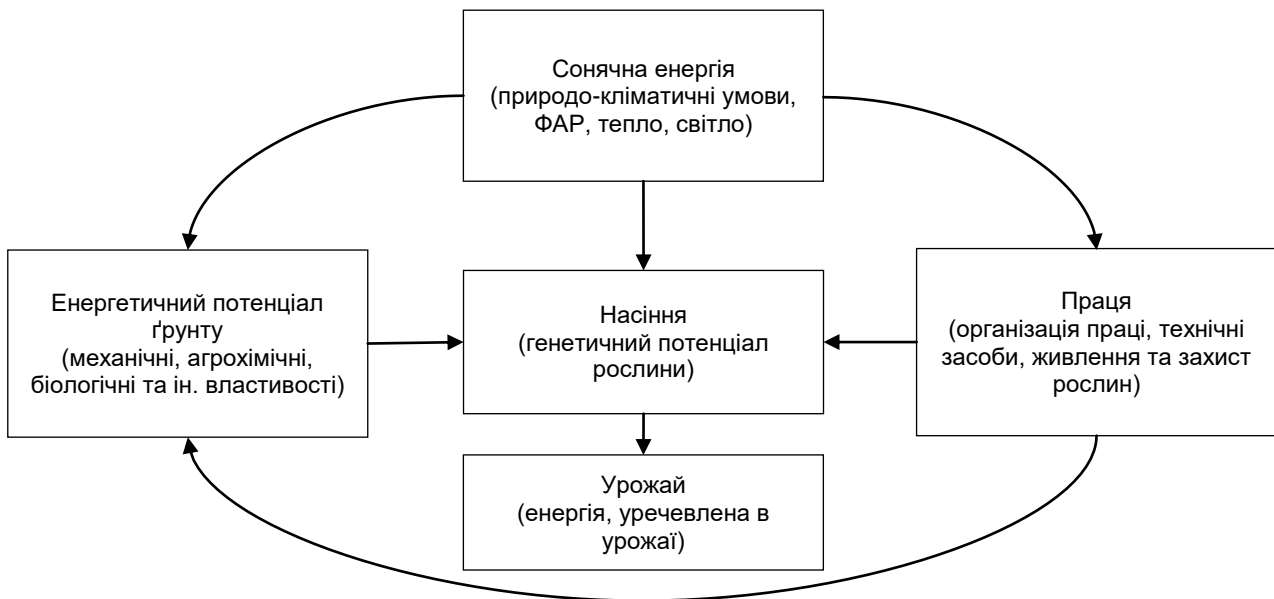 Сонячна енергія
(природо-кліматичні умови,
ФАР, тепло, світло)
Енергетичний потенціал
ґрунту
(механічні, агрохімічні,
біологічні та ін. властивості)
Насіння
(генетичний потенціал
рослини)
Праця
(організація праці, технічні
засоби, живлення та захист
рослин)
Урожай
(енергія, уречевлена в
урожаї)